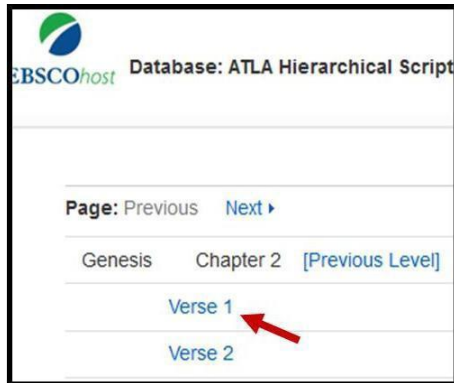 EBSCOhost Database: ATLA Hierarchical Script
Page: Previous Next ▸
Genesis Chapter 2 [Previous Level]
Verse 1
Verse 2